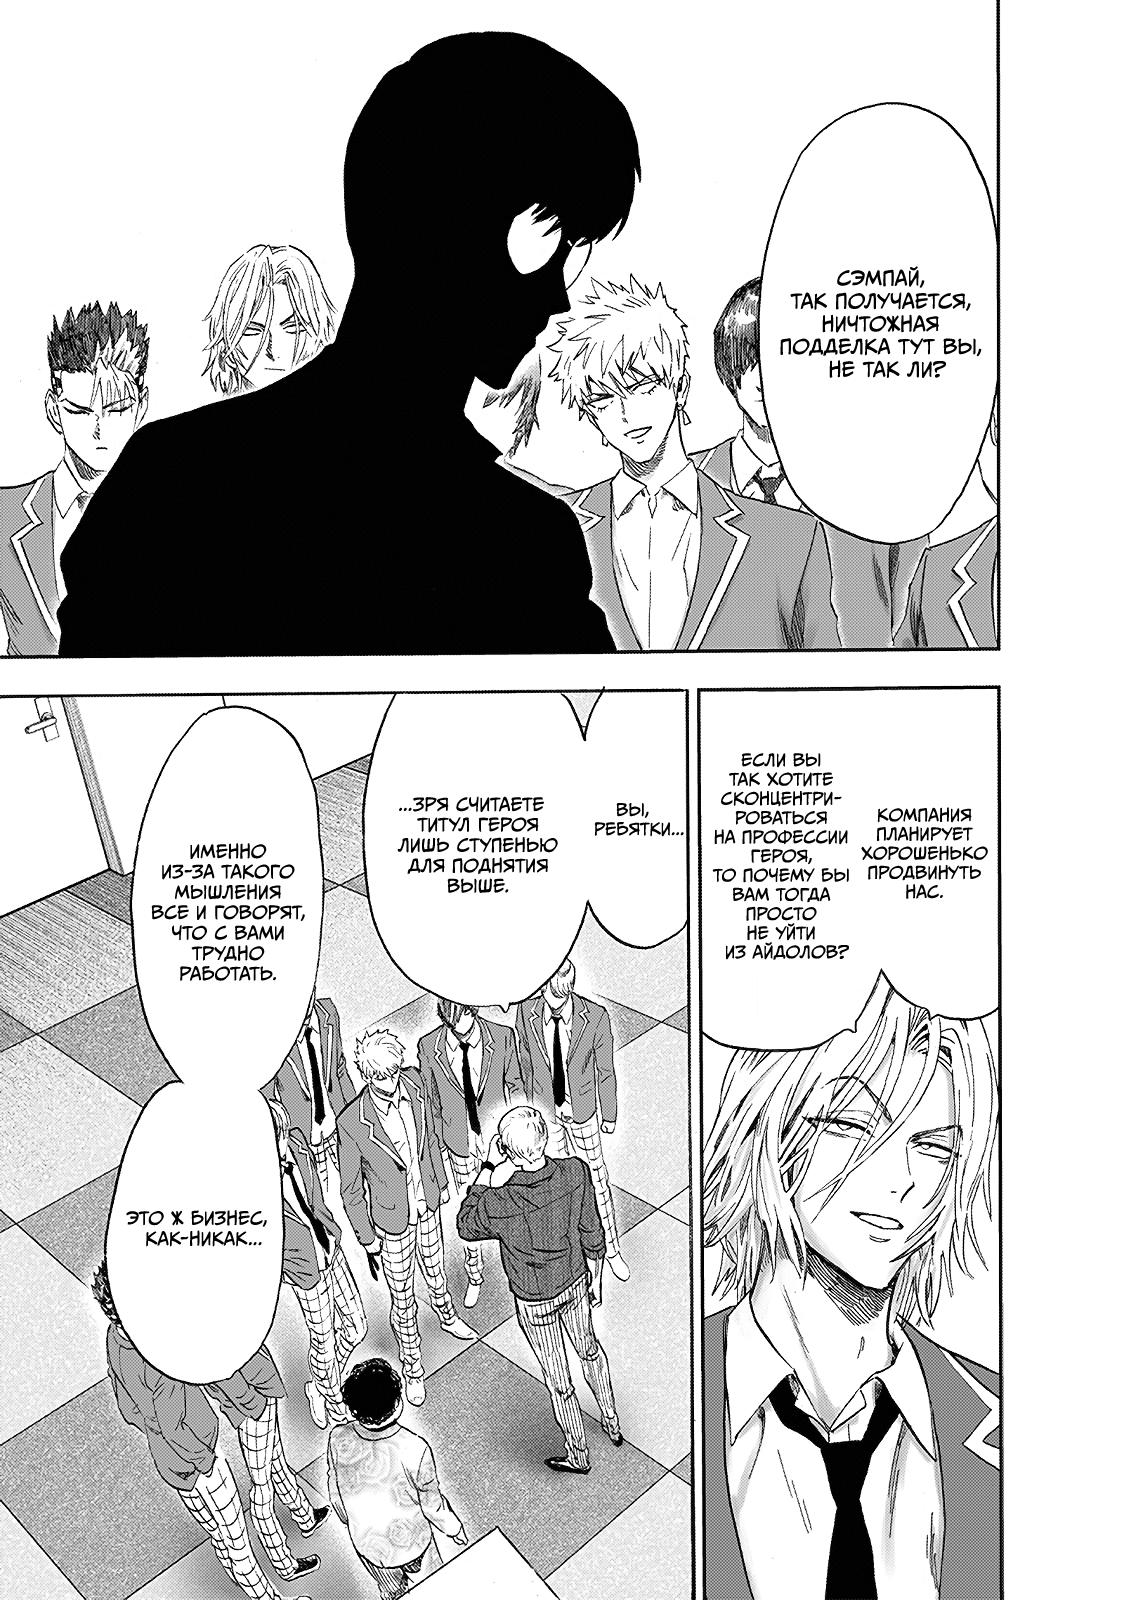 СЭМПАЙ,
ТАК ПОЛУЧАЕТСЯ,
НИЧТОЖНАЯ
ПОДДЕЛКА ТУТ ВЫ,
НЕ ТАК ЛИ?
КОМПАНИЯ
ПЛАНИРУЕТ
ХОРОШЕНЬКО
ПРОДВИНУТЬ
НАС.
ЕСЛИ ВЫ
ТАК ХОТИТЕ
СКОНЦЕНТРИ-
РОВАТЬСЯ
НА ПРОФЕССИИ
ГЕРОЯ,
ТО ПОЧЕМУ БЫ
ВАМ ТОГДА
ПРОСТО
НЕ УЙТИ
ИЗ АЙДОЛОВ?
ВЫ,
РЕБЯТКИ...
...ЗРЯ СЧИТАЕТЕ
ТИТУЛ ГЕРОЯ
ЛИШЬ СТУПЕНЬЮ
ДЛЯ ПОДНЯТИЯ
ВЫШЕ.
ИМЕННО
ИЗ-ЗА ТАКОГО
МЫШЛЕНИЯ
ВСЕ И ГОВОРЯТ,
ЧТО С ВАМИ
ТРУДНО
РАБОТАТЬ.
ЭТО Ж БИЗНЕС,
КАК-НИКАК...